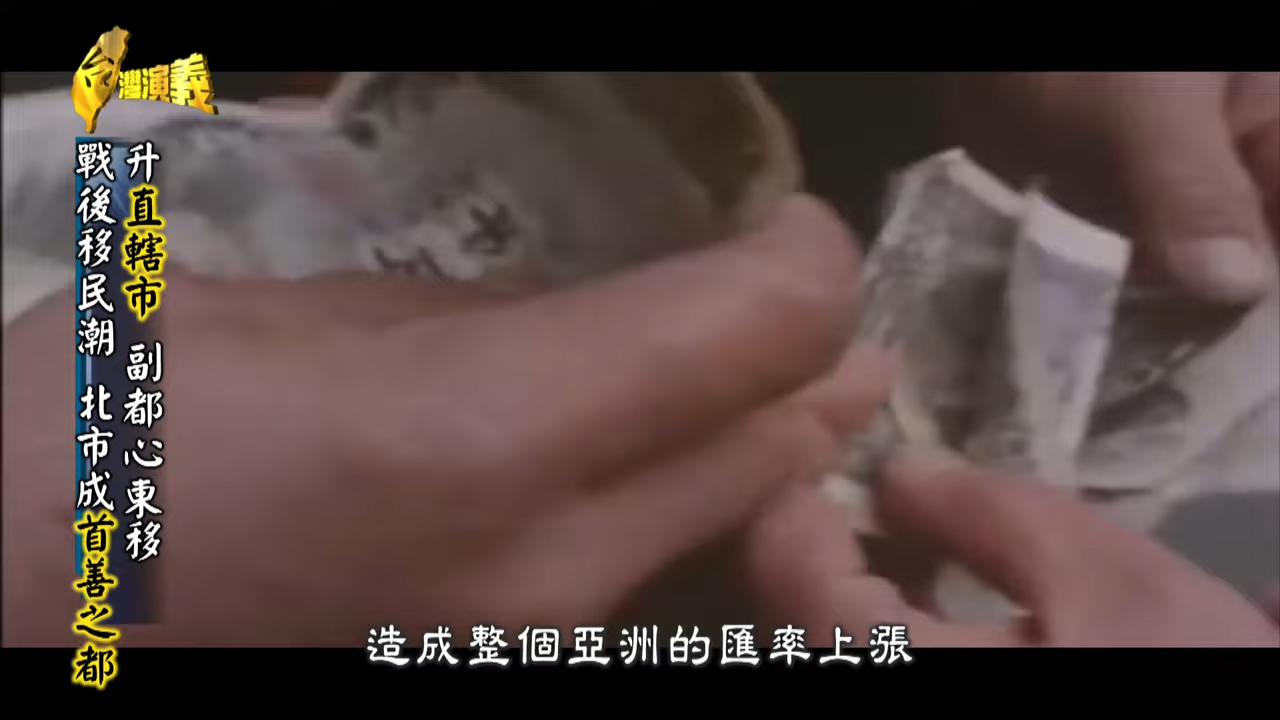 台灣演義
升直轄市 副都心東移
戰後移民潮 北市成首善之都
造成整個亞洲的匯率上漲